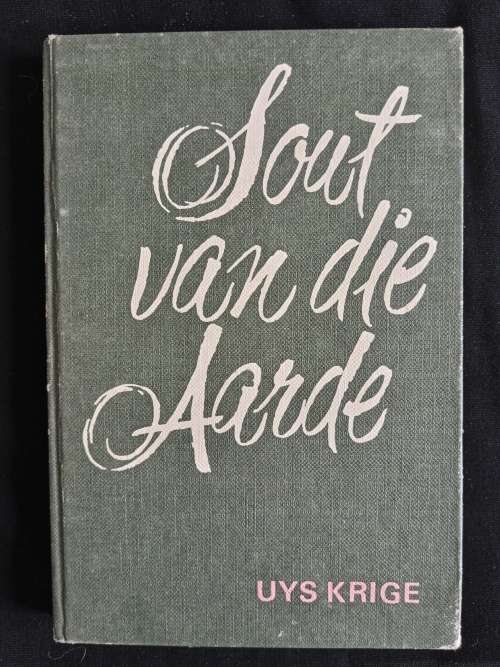 Sout
van die
Aarde
UYS KRIGE